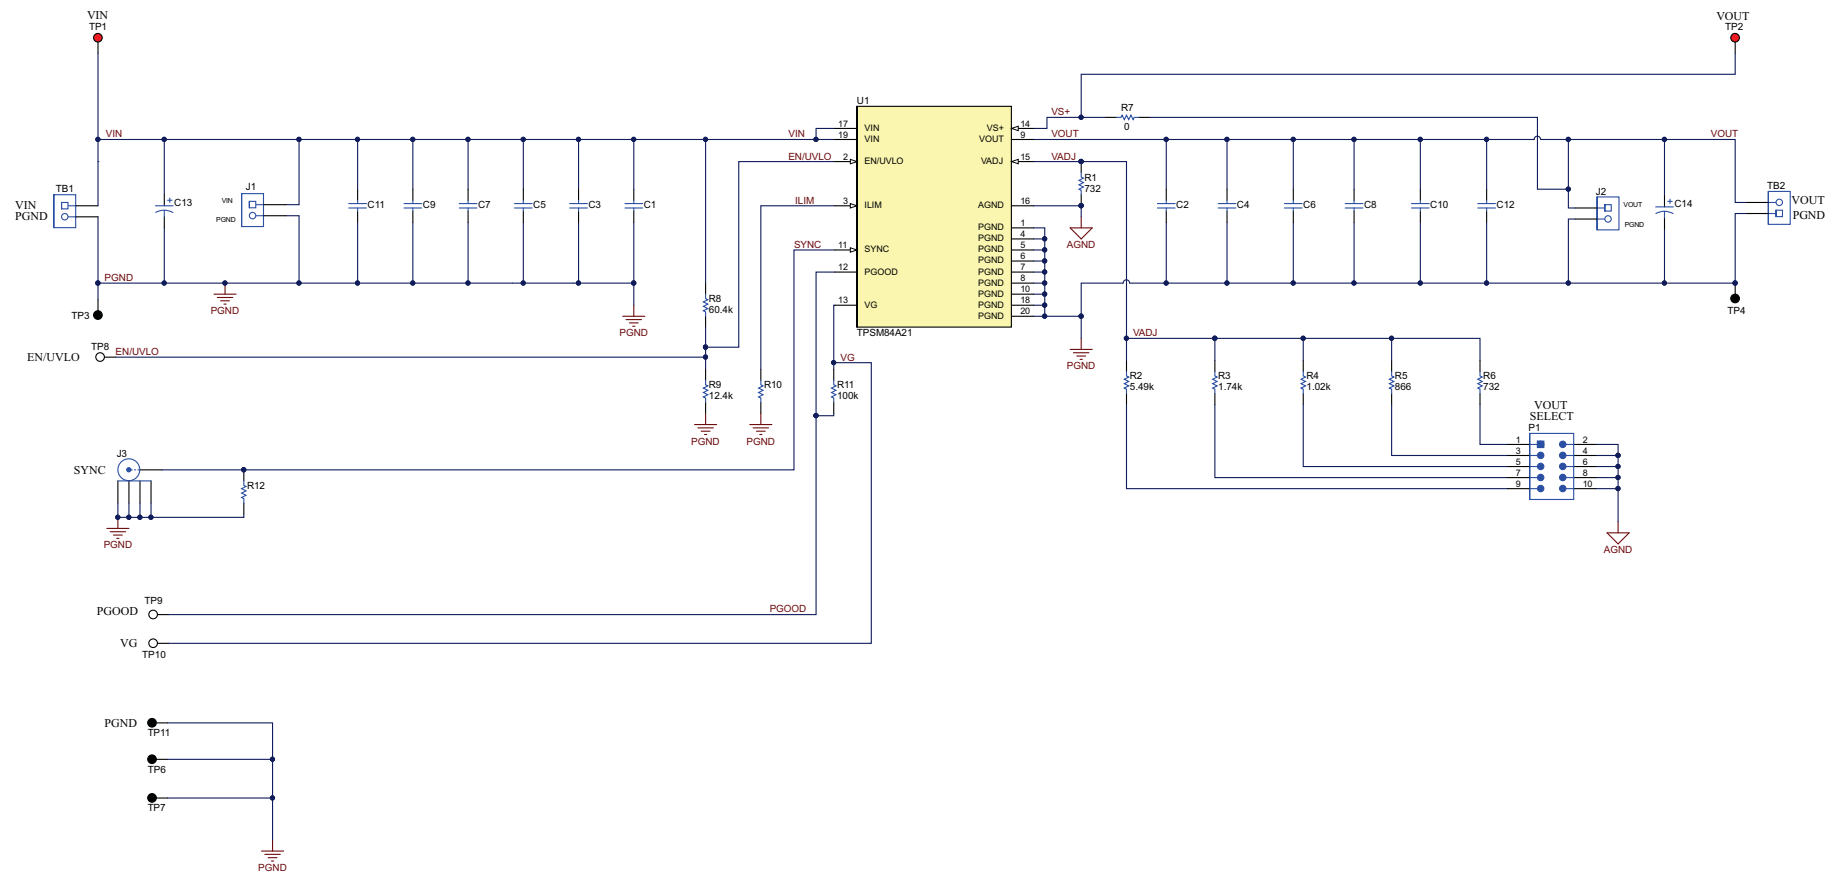 VIN
TP1
VOUT
TP2
U1
VIN
VIN
17
19
VIN
VIN
EN/UVLO
2
EN/UVLO
ILIM
3
ILIM
SYNC
11
SYNC
12
PGOOD
13
VG
TPSM84A21
VS+
14
VS+
VOUT
9
VOUT
VADJ
15
VADJ
AGND
16
PGND
1
PGND
4
PGND
5
PGND
6
PGND
7
PGND
8
PGND
10
PGND
18
PGND
20
R7
0
R1
732
AGND
PGND
VOUT
TB1
VIN
PGND
C13
J1
VIN
PGND
C11
C9
C7
C5
C3
C1
PGND
PGND
PGND
TP3
C2
C4
C6
C8
C10
C12
J2
VOUT
PGND
C14
TB2
VOUT
PGND
TP4
R8
60.4k
EN/UVLO
TP8
EN/UVLO
R9
12.4k
PGND
R10
PGND
VG
R11
100k
VADJ
R2
5.49k
R3
1.74k
R4
1.02k
R5
866
R6
732
VOUT
SELECT
P1
1
2
3
4
5
6
7
8
9
10
AGND
SYNC
J3
R12
PGND
PGOOD
TP9
PGOOD
VG
TP10
PGND
TP11
TP6
TP7
PGND